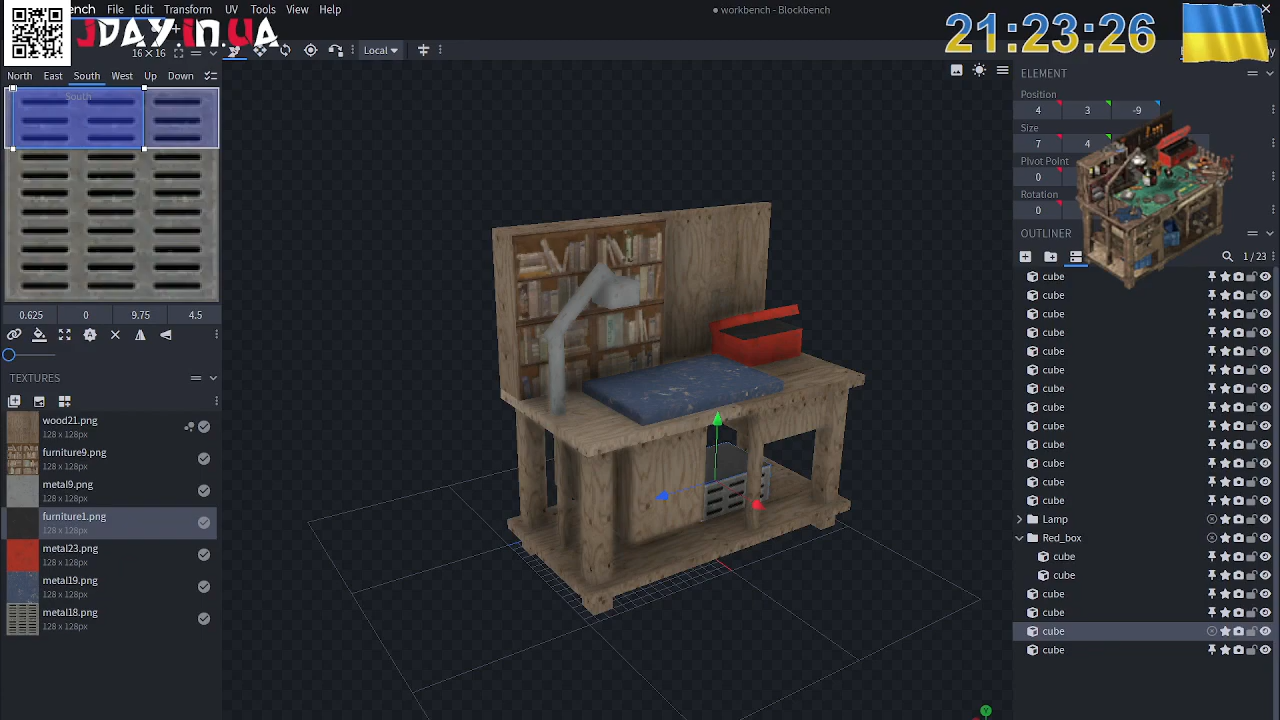 bench File Edit Transform UV Tools View Help
workbench - Blockbench
JDAY.IN.UA
21:23:26
16 × 16
Local
North East South West Up Down
South
0.625 0 9.75 4.5
TEXTURES
wood21.png
128 x 128px
furniture9.png
128 x 128px
metal9.png
128 x 128px
furniture1.png
128 x 128px
metal23.png
128 x 128px
metal19.png
128 x 128px
metal18.png
128 x 128px
ELEMENT
Position
4 3 -9
Size
7 4
Pivot Point
0
Rotation
0
OUTLINER
1 / 23
cube
cube
cube
cube
cube
cube
cube
cube
cube
cube
cube
cube
cube
Lamp
Red_box
cube
cube
cube
cube
cube
cube
Y